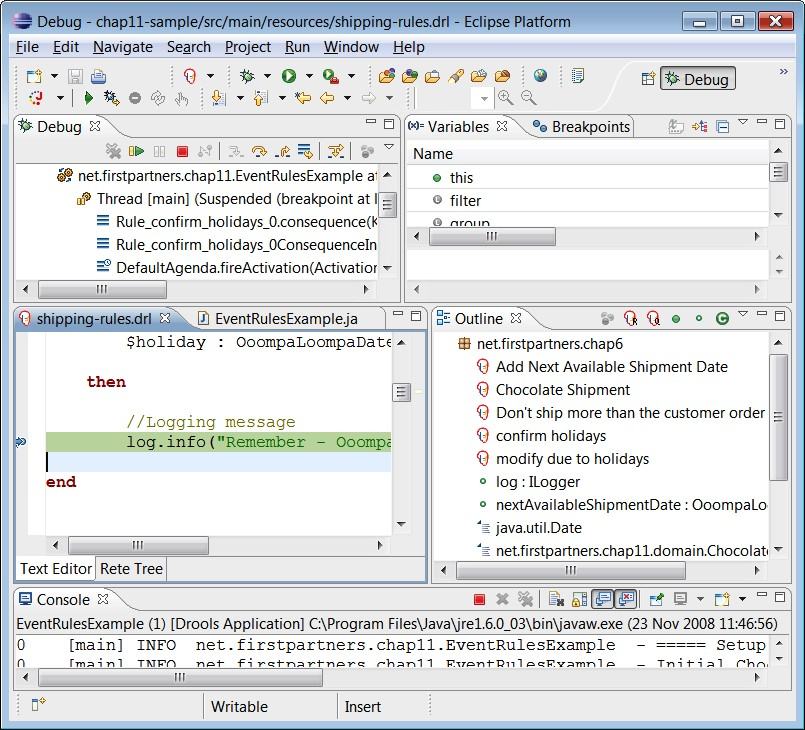 Debug - chap11-sample/src/main/resources/shipping-rules.drl - Eclipse Platform
File Edit Navigate Search Project Run Window Help
Debug
Debug
net.firstpartners.chap11.EventRulesExample at
Thread [main] (Suspended (breakpoint at l
Rule_confirm_holidays_0.consequence(K
Rule_confirm_holidays_0ConsequenceIn
DefaultAgenda.fireActivation(Activation
(x)= Variables Breakpoints
Name
this
filter
group
shipping-rules.drl EventRulesExample.ja
$holiday : OoompaLoompaDate
then
//Logging message
log.info("Remember - Ooompa
end
Text Editor Rete Tree
Outline
net.firstpartners.chap6
Add Next Available Shipment Date
Chocolate Shipment
Don't ship more than the customer order
confirm holidays
modify due to holidays
log : ILogger
nextAvailableShipmentDate : OoompaLo
java.util.Date
net.firstpartners.chap11.domain.Chocolate
Console
EventRulesExample (1) [Drools Application] C:\Program Files\Java\jre1.6.0_03\bin\javaw.exe (23 Nov 2008 11:46:56)
0 [main] INFO net.firstpartners.chap11.EventRulesExample - ===== Setup
0 [main] INFO net.firstpartners.chap11.EventRulesExample - Initial Cho
Writable Insert